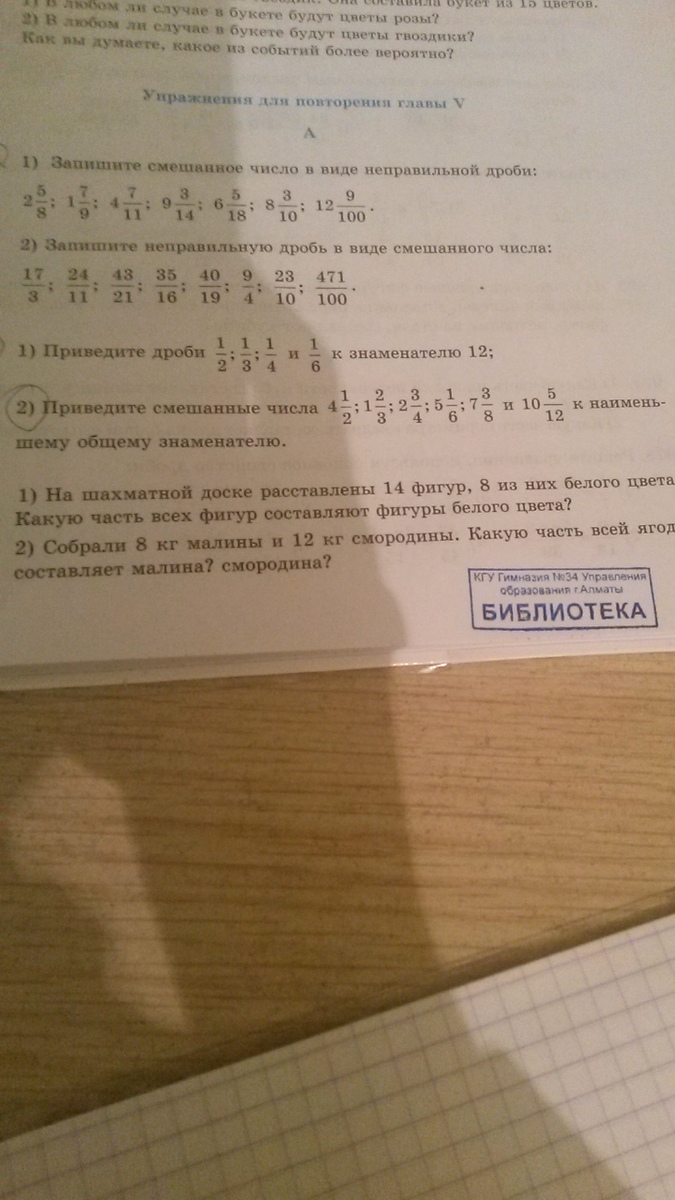 1) В любом ли случае в букете будут цветы розы?
2) В любом ли случае в букете будут цветы гвоздики?
Как вы думаете, какое из событий более вероятно?
Упражнения для повторения главы V
А
1) Запишите смешанное число в виде неправильной дроби:
2 5/8; 1 7/9; 4 7/11; 9 3/14; 6 5/18; 8 3/10; 12 9/100.
2) Запишите неправильную дробь в виде смешанного числа:
17/3; 24/11; 43/21; 35/16; 40/19; 9/4; 23/10; 471/100.
1) Приведите дроби 1/2; 1/3; 1/4 и 1/6 к знаменателю 12;
2) Приведите смешанные числа 4 1/2; 1 2/3; 2 3/4; 5 1/6; 7 3/8 и 10 5/12 к наимень-
шему общему знаменателю.
1) На шахматной доске расставлены 14 фигур, 8 из них белого цвета
Какую часть всех фигур составляют фигуры белого цвета?
2) Собрали 8 кг малины и 12 кг смородины. Какую часть всей ягод
составляет малина? смородина?
КГУ Гимназия №34 Управления
образования г.Алматы
БИБЛИОТЕКА